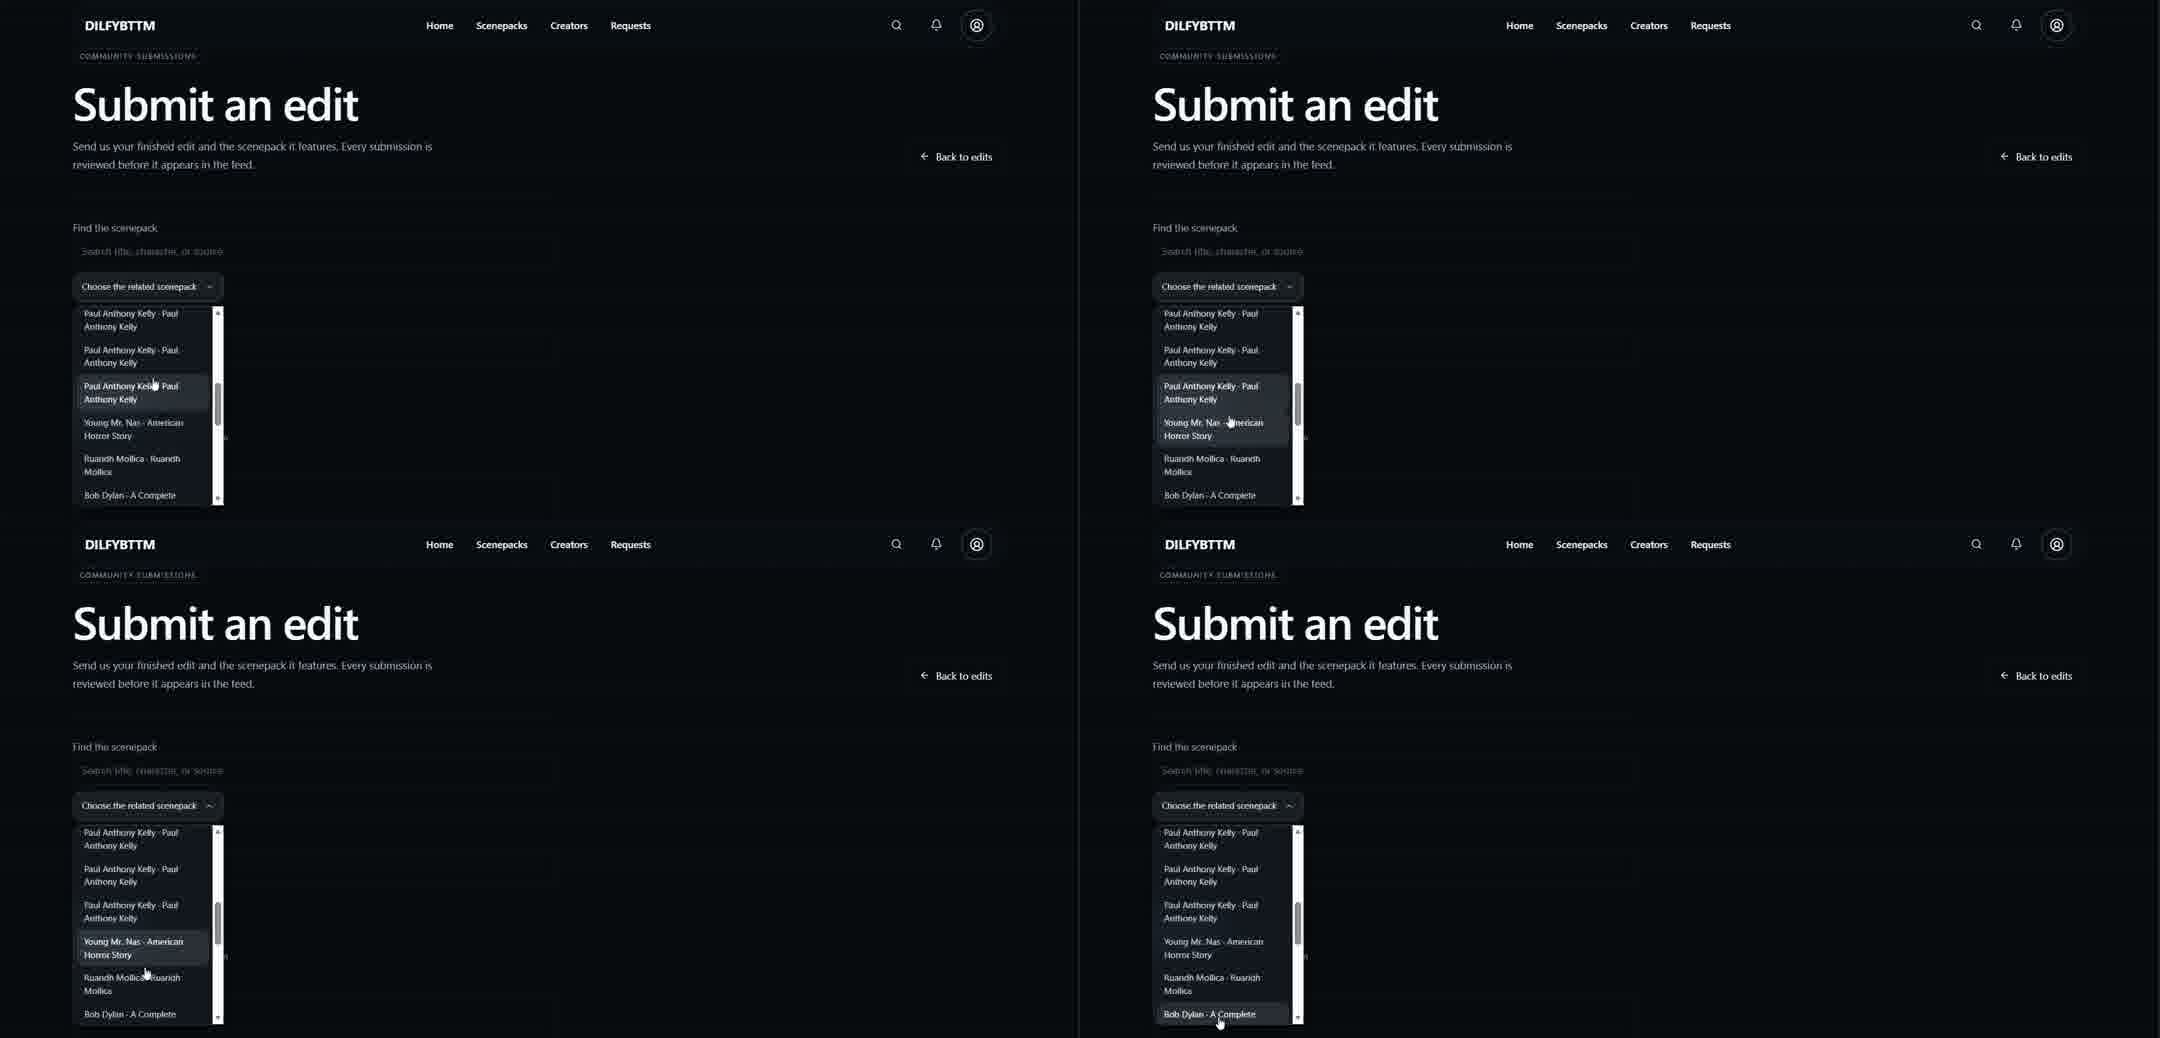 DILFYBTTM Home Scenepacks Creators Requests
COMMUNITY SUBMISSIONS
Submit an edit
Send us your finished edit and the scenepack it features. Every submission is
reviewed before it appears in the feed.
← Back to edits
Find the scenepack
Search title, character, or source
Choose the related scenepack
Paul Anthony Kelly · Paul
Anthony Kelly
Paul Anthony Kelly · Paul
Anthony Kelly
Paul Anthony Kelly · Paul
Anthony Kelly
Young Mr. Nas · American
Horror Story
Ruaridh Mollica · Ruaridh
Mollica
Bob Dylan · A Complete
DILFYBTTM Home Scenepacks Creators Requests
COMMUNITY SUBMISSIONS
Submit an edit
Send us your finished edit and the scenepack it features. Every submission is
reviewed before it appears in the feed.
← Back to edits
Find the scenepack
Search title, character, or source
Choose the related scenepack
Paul Anthony Kelly · Paul
Anthony Kelly
Paul Anthony Kelly · Paul
Anthony Kelly
Paul Anthony Kelly · Paul
Anthony Kelly
Young Mr. Nas · American
Horror Story
Ruaridh Mollica · Ruaridh
Mollica
Bob Dylan · A Complete
DILFYBTTM Home Scenepacks Creators Requests
COMMUNITY SUBMISSIONS
Submit an edit
Send us your finished edit and the scenepack it features. Every submission is
reviewed before it appears in the feed.
← Back to edits
Find the scenepack
Search title, character, or source
Choose the related scenepack
Paul Anthony Kelly · Paul
Anthony Kelly
Paul Anthony Kelly · Paul
Anthony Kelly
Paul Anthony Kelly · Paul
Anthony Kelly
Young Mr. Nas · American
Horror Story
Ruaridh Mollica · Ruaridh
Mollica
Bob Dylan · A Complete
DILFYBTTM Home Scenepacks Creators Requests
COMMUNITY SUBMISSIONS
Submit an edit
Send us your finished edit and the scenepack it features. Every submission is
reviewed before it appears in the feed.
← Back to edits
Find the scenepack
Search title, character, or source
Choose the related scenepack
Paul Anthony Kelly · Paul
Anthony Kelly
Paul Anthony Kelly · Paul
Anthony Kelly
Paul Anthony Kelly · Paul
Anthony Kelly
Young Mr. Nas · American
Horror Story
Ruaridh Mollica · Ruaridh
Mollica
Bob Dylan · A Complete